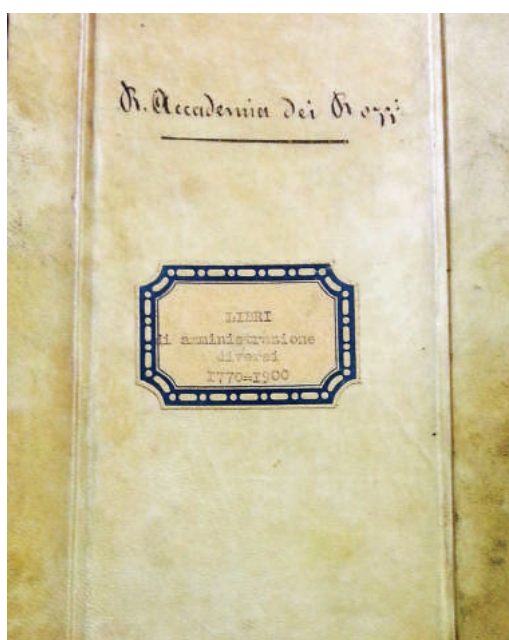 R. Accademia dei Rozzi
LIBRI
di amministrazione
diversi
1770=1900